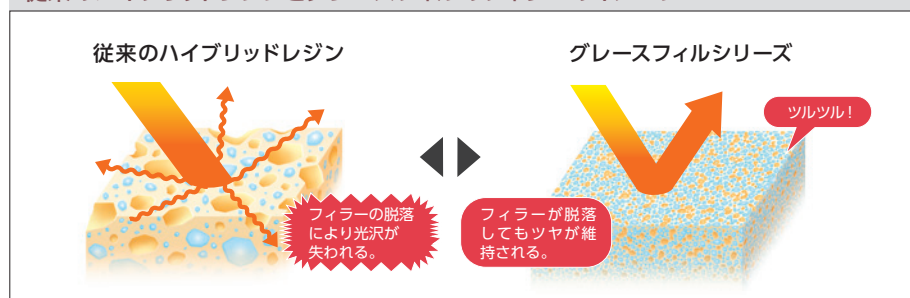 従来のハイブリッドレジン
グレースフィルシリーズ
ツルツル!
フィラーの脱落
により光沢が
失われる。
フィラーが脱落
してもツヤが維
持される。